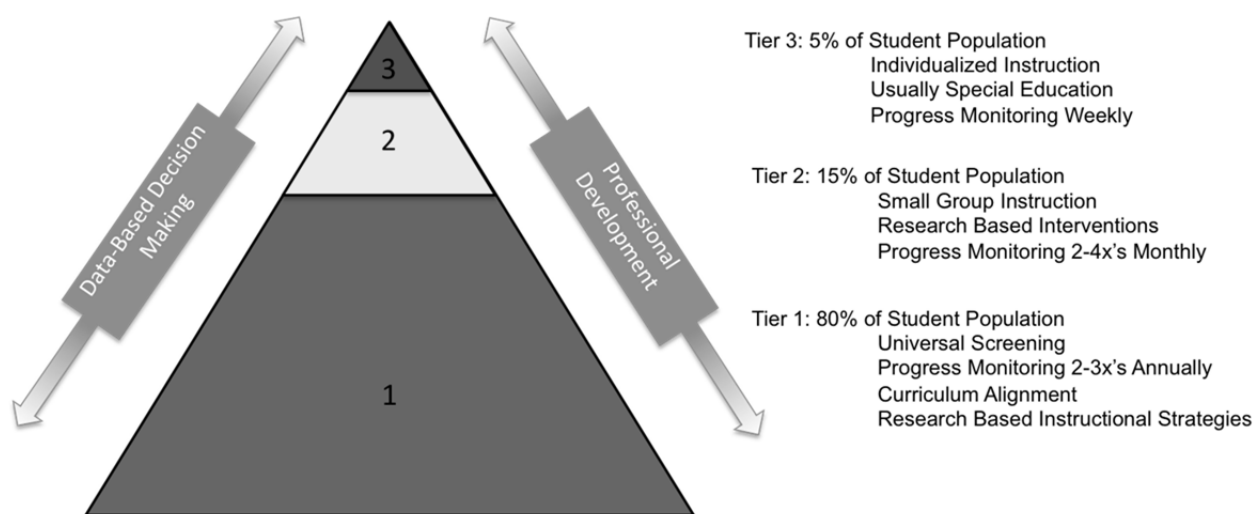 Data-Based Decision
Making
3
2
1
Professional
Development
Tier 3: 5% of Student Population
Individualized Instruction
Usually Special Education
Progress Monitoring Weekly
Tier 2: 15% of Student Population
Small Group Instruction
Research Based Interventions
Progress Monitoring 2-4x's Monthly
Tier 1: 80% of Student Population
Universal Screening
Progress Monitoring 2-3x's Annually
Curriculum Alignment
Research Based Instructional Strategies